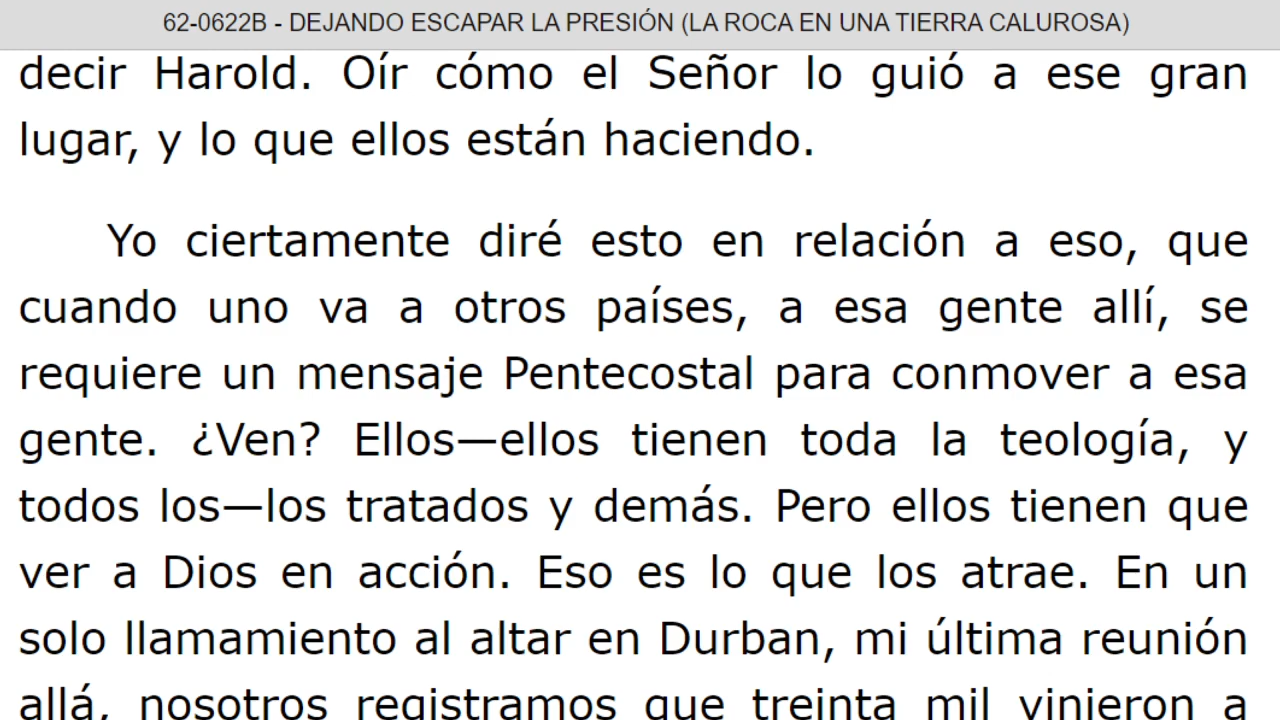 62-0622B - DEJANDO ESCAPAR LA PRESIÓN (LA ROCA EN UNA TIERRA CALUROSA)
decir Harold. Oír cómo el Señor lo guió a ese gran
lugar, y lo que ellos están haciendo.
Yo ciertamente diré esto en relación a eso, que
cuando uno va a otros países, a esa gente allí, se
requiere un mensaje Pentecostal para conmover a esa
gente. ¿Ven? Ellos—ellos tienen toda la teología, y
todos los—los tratados y demás. Pero ellos tienen que
ver a Dios en acción. Eso es lo que los atrae. En un
solo llamamiento al altar en Durban, mi última reunión
allá, nosotros registramos que treinta mil vinieron a